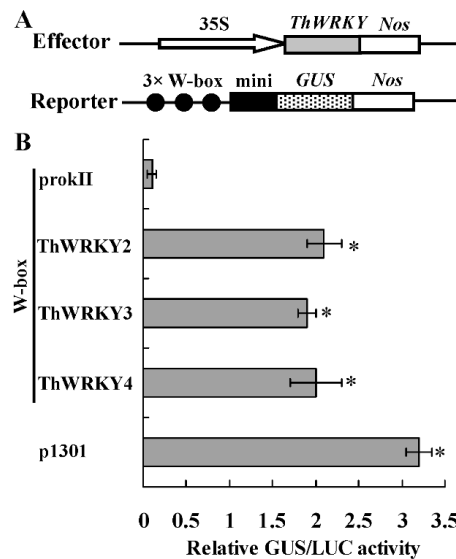 A
35S ThWRKY Nos
Effector
3× W-box mini GUS Nos
Reporter
B
W-box
prokII
ThWRKY2 *
ThWRKY3 *
ThWRKY4 *
p1301 *
0 0.5 1 1.5 2 2.5 3 3.5
Relative GUS/LUC activity